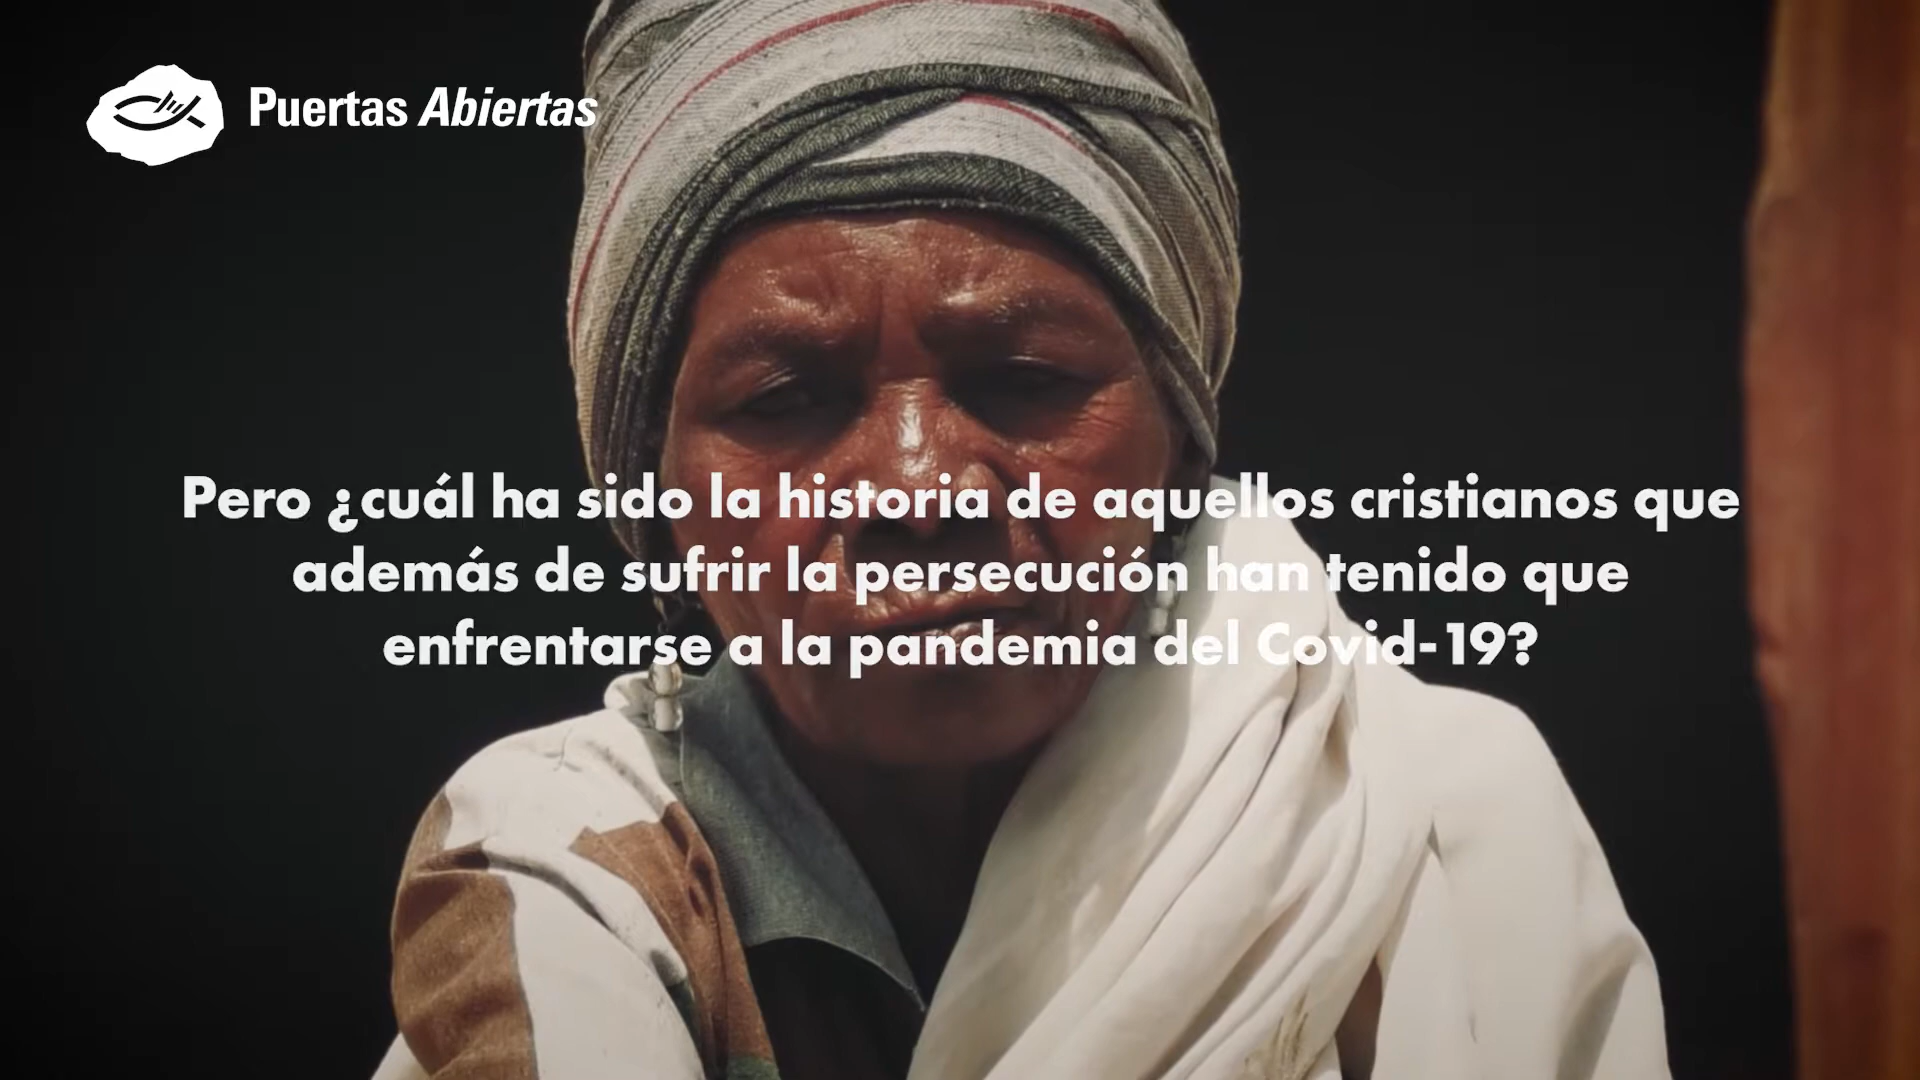 Puertas Abiertas
Pero ¿cuál ha sido la historia de aquellos cristianos que
además de sufrir la persecución han tenido que
enfrentarse a la pandemia del Covid-19?